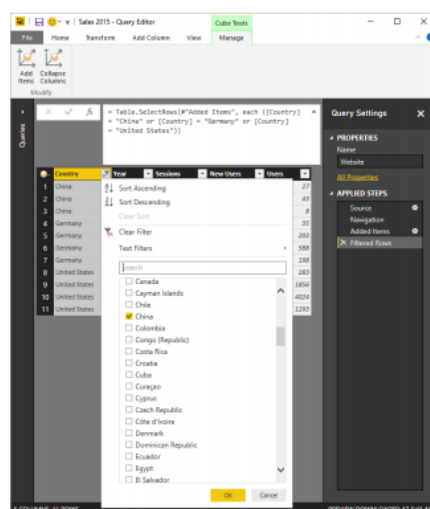 Sales 2015 - Query Editor
Cube Tools
File Home Transform Add Column View Manage
Add Items
Collapse Columns
Modify
= Table.SelectRows(#"Added Items", each ([Country]
= "China" or [Country] = "Germany" or [Country]
= "United States"))
Queries
Country Year Sessions New Users Users
1 China 27
2 China 43
3 China 8
4 Germany 35
5 Germany 203
6 Germany 588
7 Germany 198
8 United States 283
9 United States 1856
10 United States 4024
11 United States 1293
Sort Ascending
Sort Descending
Clear Sort
Clear Filter
Text Filters
Search
Canada
Cayman Islands
Chile
China
Colombia
Congo (Republic)
Costa Rica
Croatia
Cuba
Curaçao
Cyprus
Czech Republic
Côte d'Ivoire
Denmark
Dominican Republic
Ecuador
Egypt
El Salvador
OK Cancel
Query Settings
PROPERTIES
Name
Website
All Properties
APPLIED STEPS
Source
Navigation
Added Items
Filtered Rows